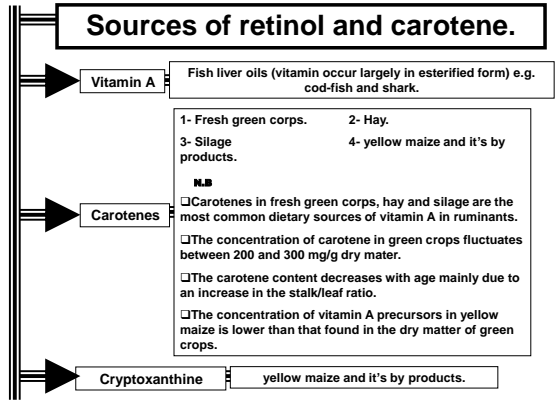 Sources of retinol and carotene.
Vitamin A
Fish liver oils (vitamin occur largely in esterified form) e.g.
cod-fish and shark.
Carotenes
1- Fresh green corps. 2- Hay.
3- Silage 4- yellow maize and it's by
products.
N.B
❑Carotenes in fresh green corps, hay and silage are the
most common dietary sources of vitamin A in ruminants.
❑The concentration of carotene in green crops fluctuates
between 200 and 300 mg/g dry mater.
❑The carotene content decreases with age mainly due to
an increase in the stalk/leaf ratio.
❑The concentration of vitamin A precursors in yellow
maize is lower than that found in the dry matter of green
crops.
Cryptoxanthine
yellow maize and it's by products.